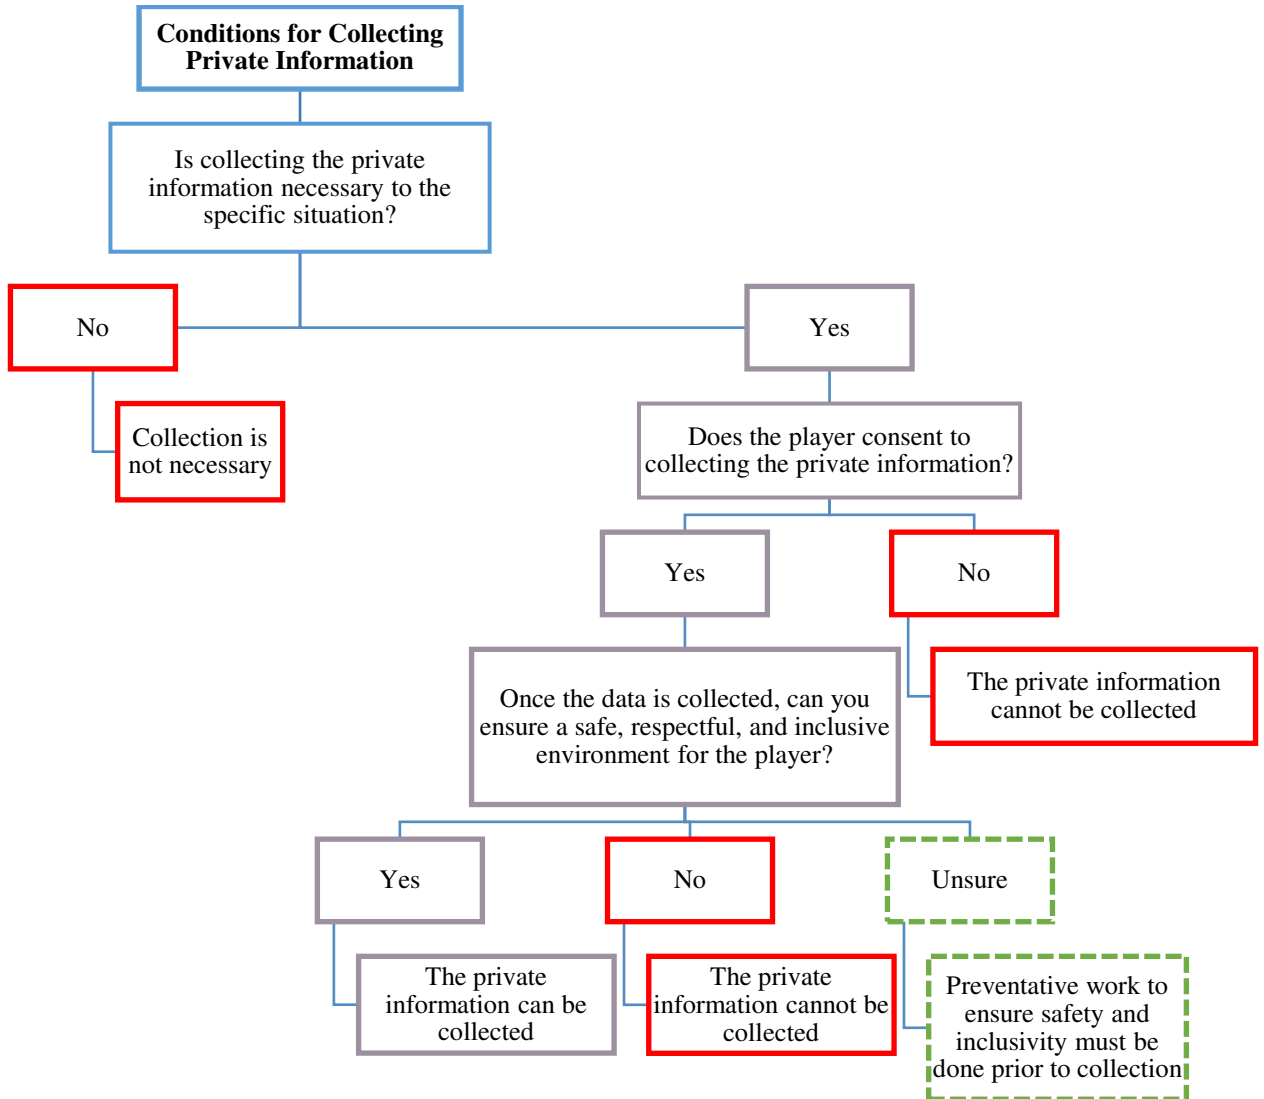 Conditions for Collecting
Private Information
Is collecting the private
information necessary to the
specific situation?
No
Yes
Collection is
not necessary
Does the player consent to
collecting the private information?
Yes
No
The private information
cannot be collected
Once the data is collected, can you
ensure a safe, respectful, and inclusive
environment for the player?
Yes
No
Unsure
The private
information can be
collected
The private
information cannot be
collected
Preventative work to
ensure safety and
inclusivity must be
done prior to collection